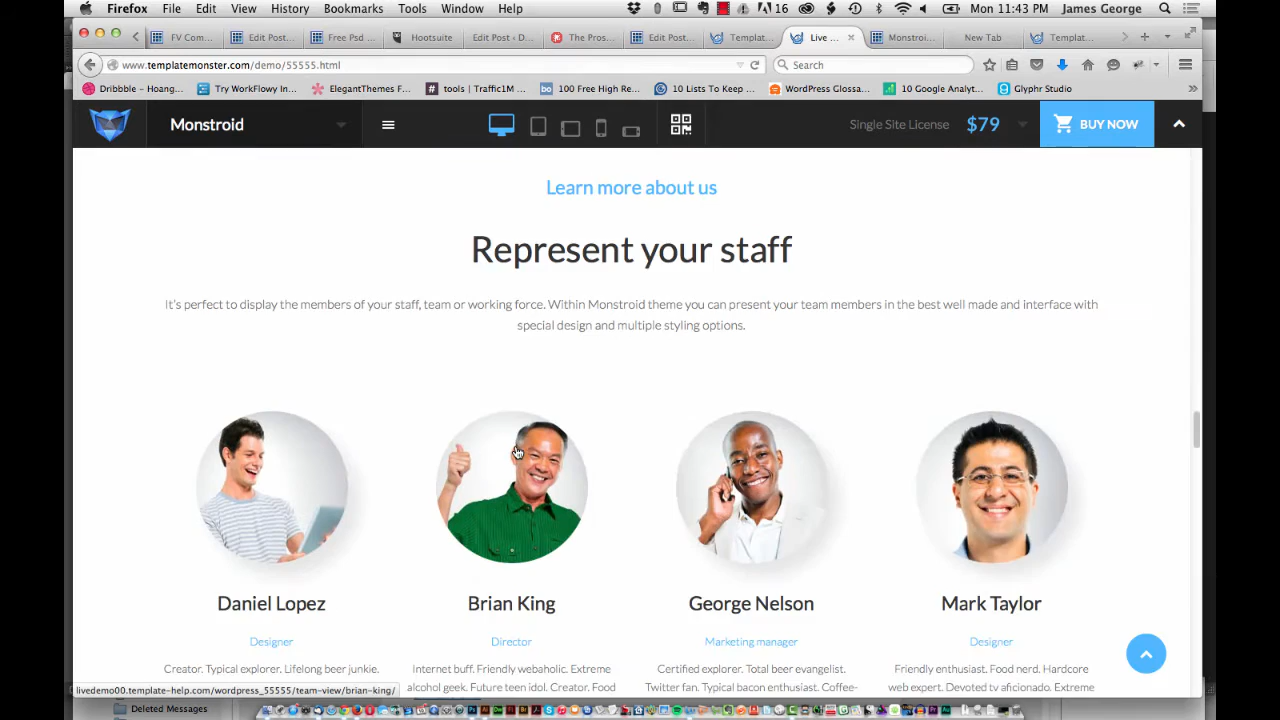 Firefox File Edit View History Bookmarks Tools Window Help 16 Mon 11:43 PM James George
FV Com... Edit Post... Free Psd ... Hootsuite Edit Post ‹ D... The Pros... Edit Post... Templat... Live ... Monstroi... New Tab Templat...
www.templatemonster.com/demo/55555.html Search
Dribbble – Hoang... Try WorkFlowy In... ElegantThemes F... tools | Traffic1M ... 100 Free High Re... 10 Lists To Keep ... WordPress Glossa... 10 Google Analyt... Glyphr Studio
Monstroid Single Site License $79 BUY NOW
Learn more about us
Represent your staff
It's perfect to display the members of your staff, team or working force. Within Monstroid theme you can present your team members in the best well made and interface with
special design and multiple styling options.
Daniel Lopez Brian King George Nelson Mark Taylor
Designer Director Marketing manager Designer
Creator. Typical explorer. Lifelong beer junkie. Internet buff. Friendly webaholic. Extreme Certified explorer. Total beer evangelist. Friendly enthusiast. Food nerd. Hardcore
alcohol geek. Future teen idol. Creator. Food Twitter fan. Typical bacon enthusiast. Coffee- web expert. Devoted tv aficionado. Extreme
livedemo00.template-help.com/wordpress_55555/team-view/brian-king/
Deleted Messages